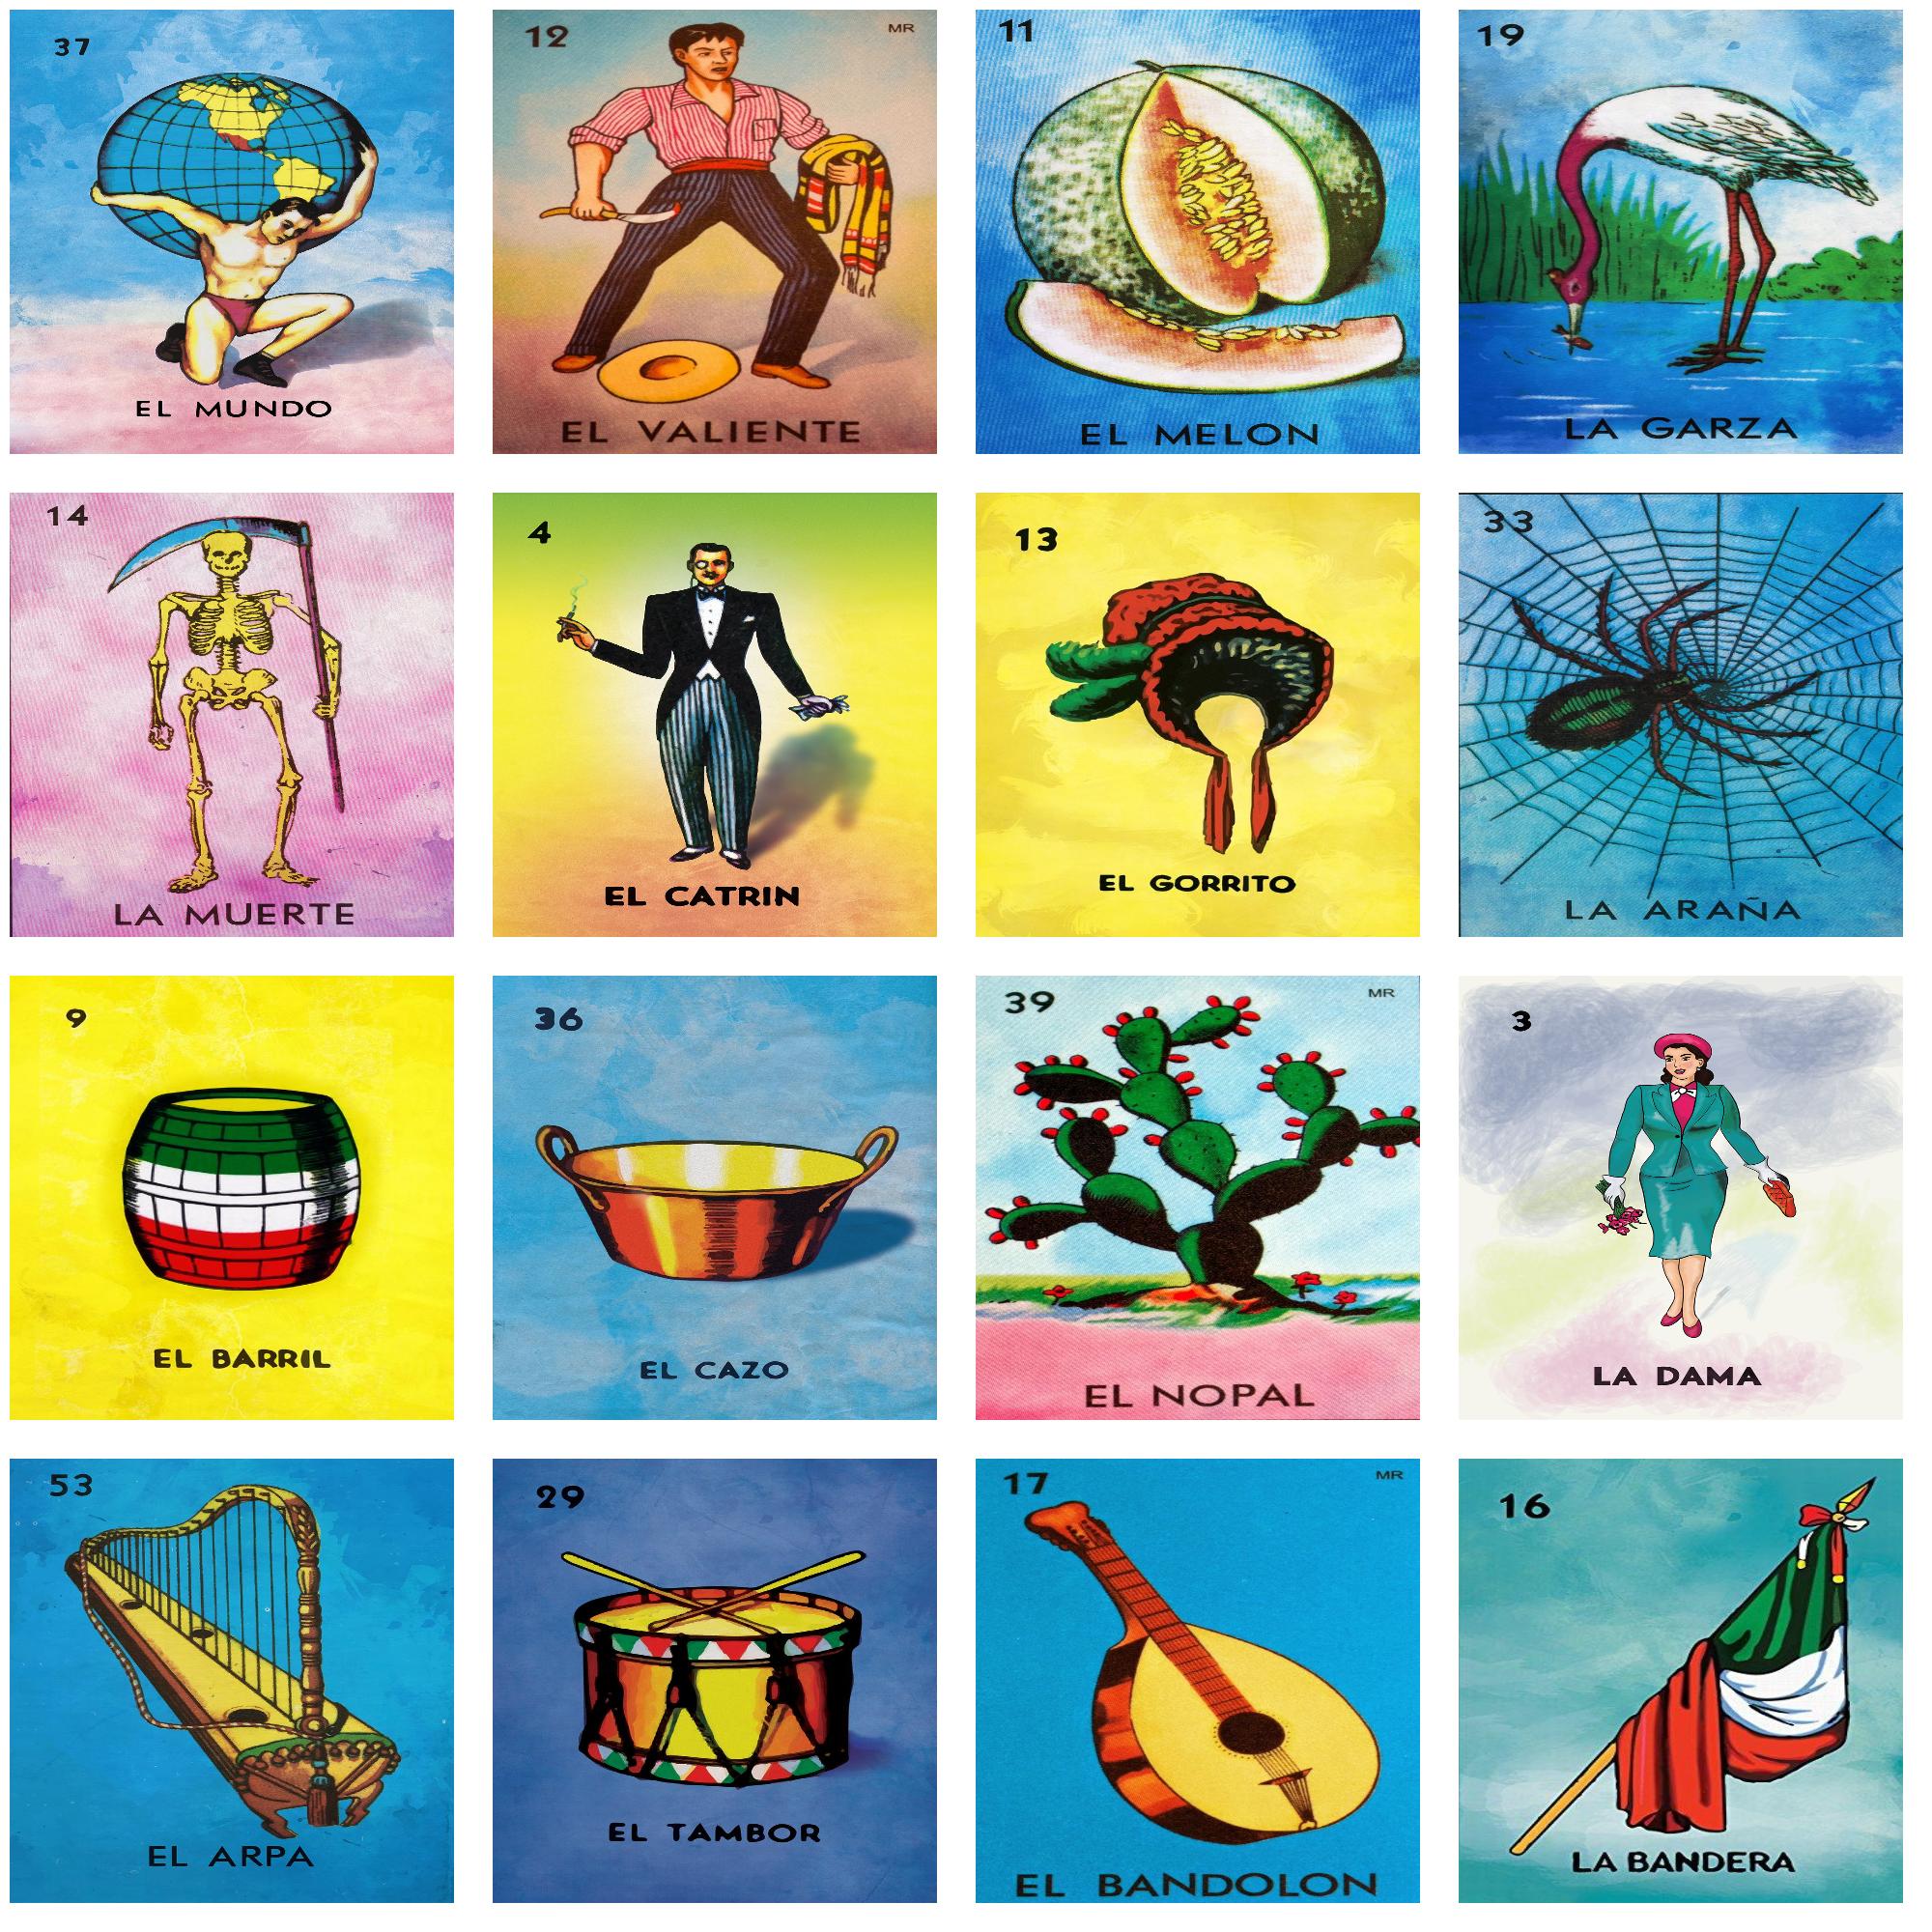 37
EL MUNDO
12
MR
EL VALIENTE
11
EL MELON
19
LA GARZA
14
LA MUERTE
4
EL CATRIN
13
EL GORRITO
33
LA ARAÑA
9
EL BARRIL
36
EL CAZO
39
MR
EL NOPAL
3
LA DAMA
53
EL ARPA
29
EL TAMBOR
17
MR
EL BANDOLON
16
LA BANDERA